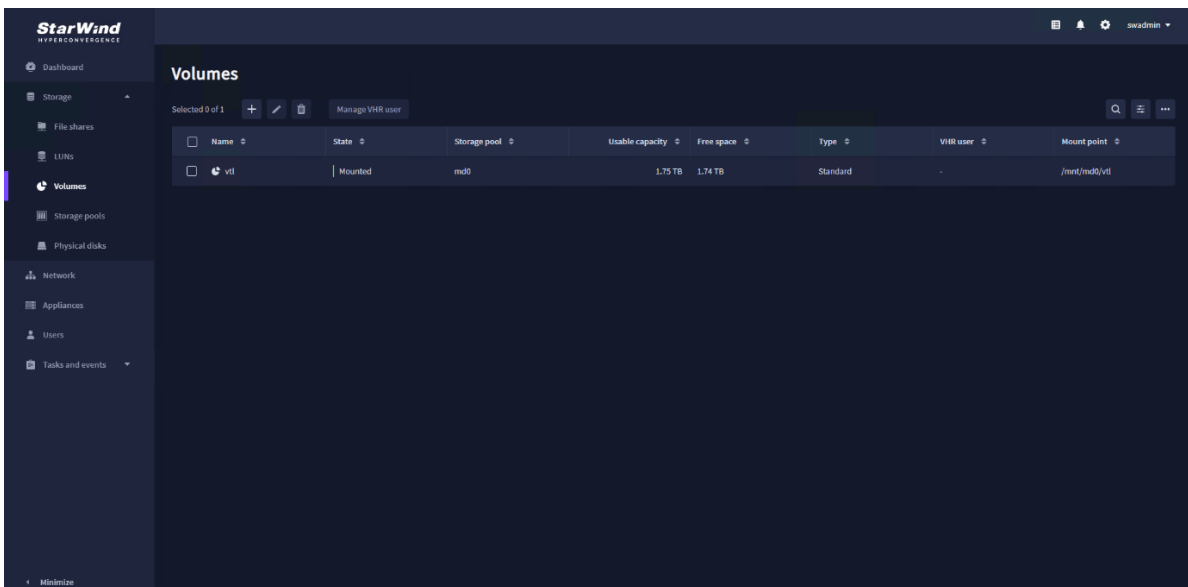 StarWind
HYPERCONVERGENCE
swadmin
Dashboard
Storage
File shares
LUNs
Volumes
Storage pools
Physical disks
Network
Appliances
Users
Tasks and events
Minimize
Volumes
Selected 0 of 1 Manage VHR user
Name State Storage pool Usable capacity Free space Type VHR user Mount point
vtl Mounted md0 1.75 TB 1.74 TB Standard - /mnt/md0/vtl